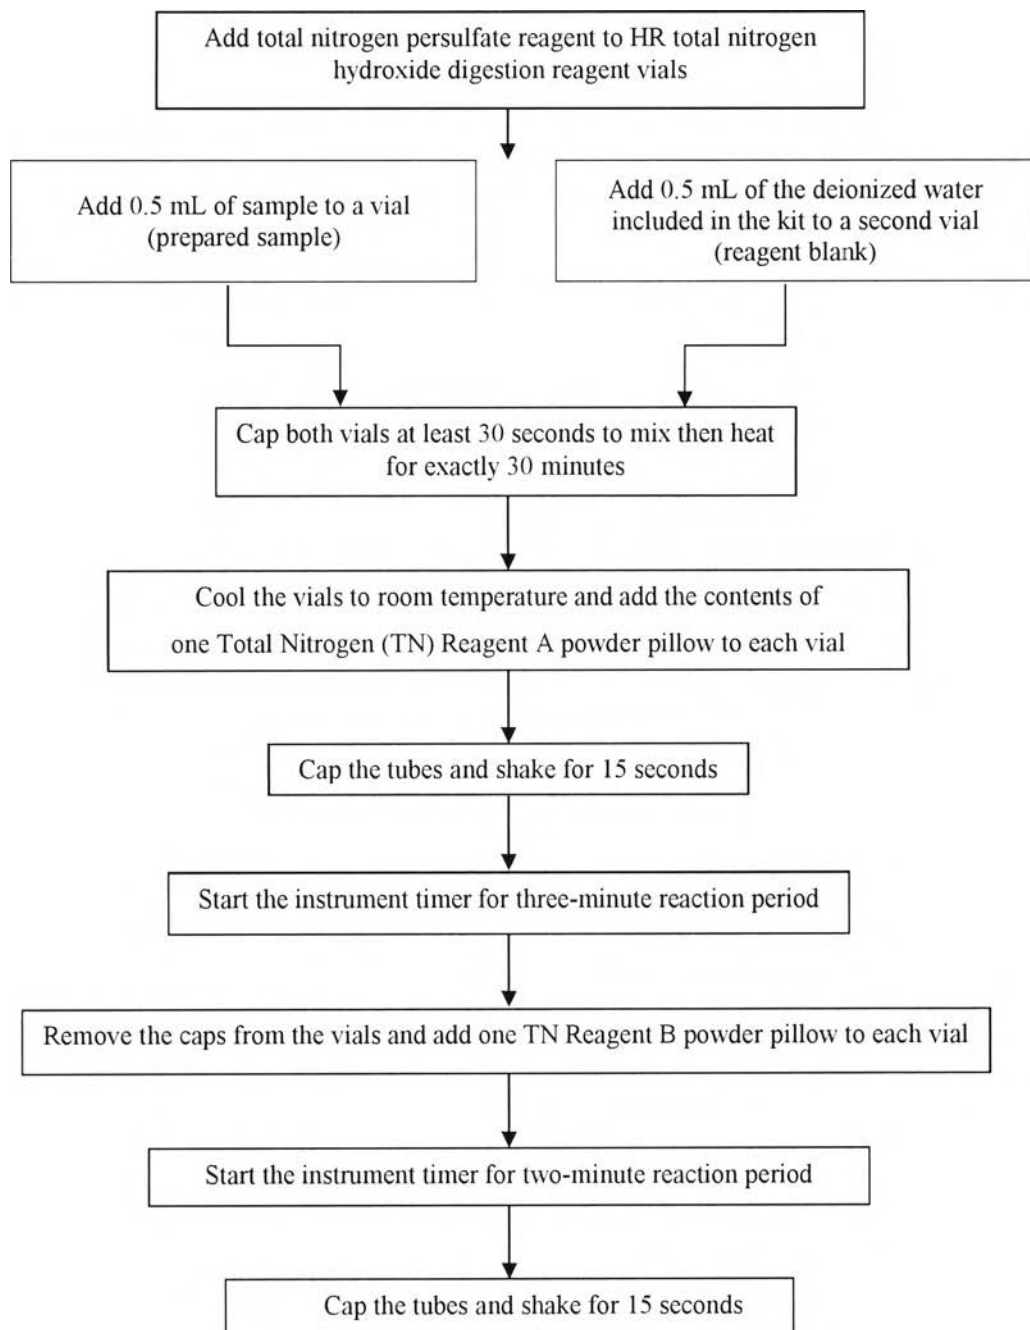 Add total nitrogen persulfate reagent to HR total nitrogen
hydroxide digestion reagent vials
Add 0.5 mL of sample to a vial
(prepared sample)
Add 0.5 mL of the deionized water
included in the kit to a second vial
(reagent blank)
Cap both vials at least 30 seconds to mix then heat
for exactly 30 minutes
Cool the vials to room temperature and add the contents of
one Total Nitrogen (TN) Reagent A powder pillow to each vial
Cap the tubes and shake for 15 seconds
Start the instrument timer for three-minute reaction period
Remove the caps from the vials and add one TN Reagent B powder pillow to each vial
Start the instrument timer for two-minute reaction period
Cap the tubes and shake for 15 seconds